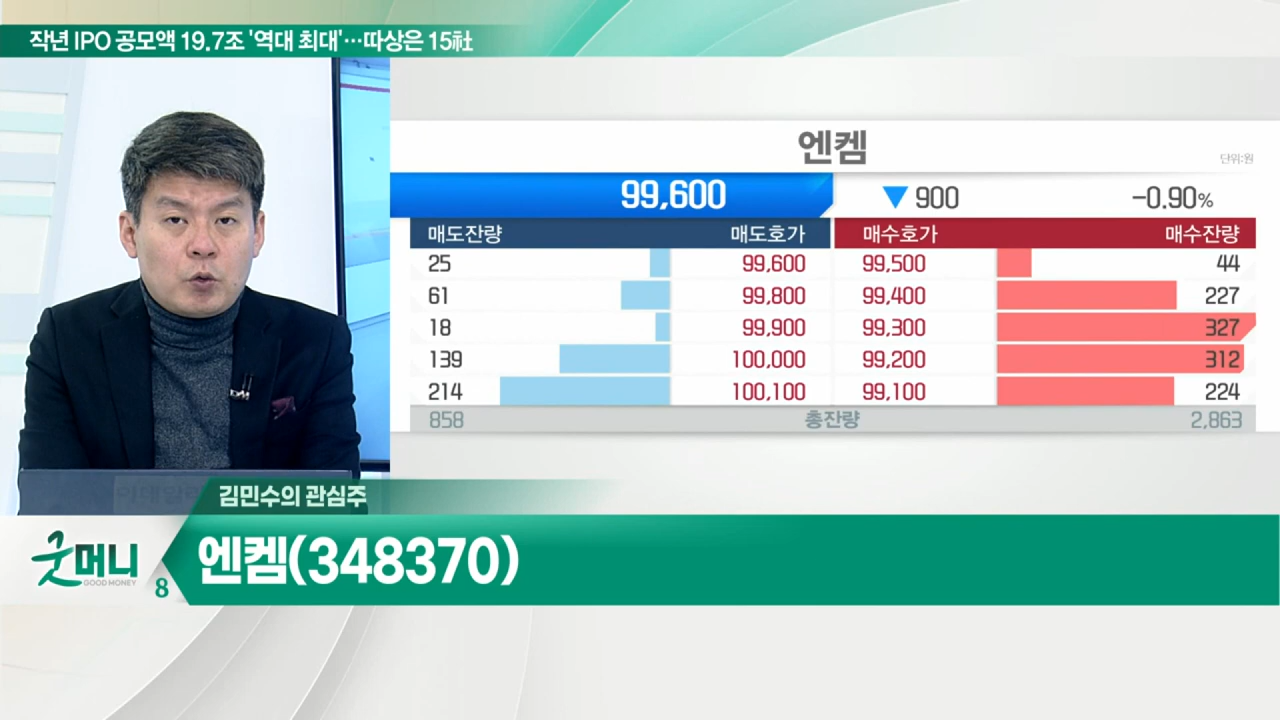 작년 IPO 공모액 19.7조 '역대 최대'…따상은 15社
엔켐
단위:원
99,600 ▼ 900 -0.90%
매도잔량 매도호가 매수호가 매수잔량
25 99,600 99,500 44
61 99,800 99,400 227
18 99,900 99,300 327
139 100,000 99,200 312
214 100,100 99,100 224
858 총잔량 2,863
김민수의 관심주
굿머니
GOOD MONEY
8
엔켐(348370)